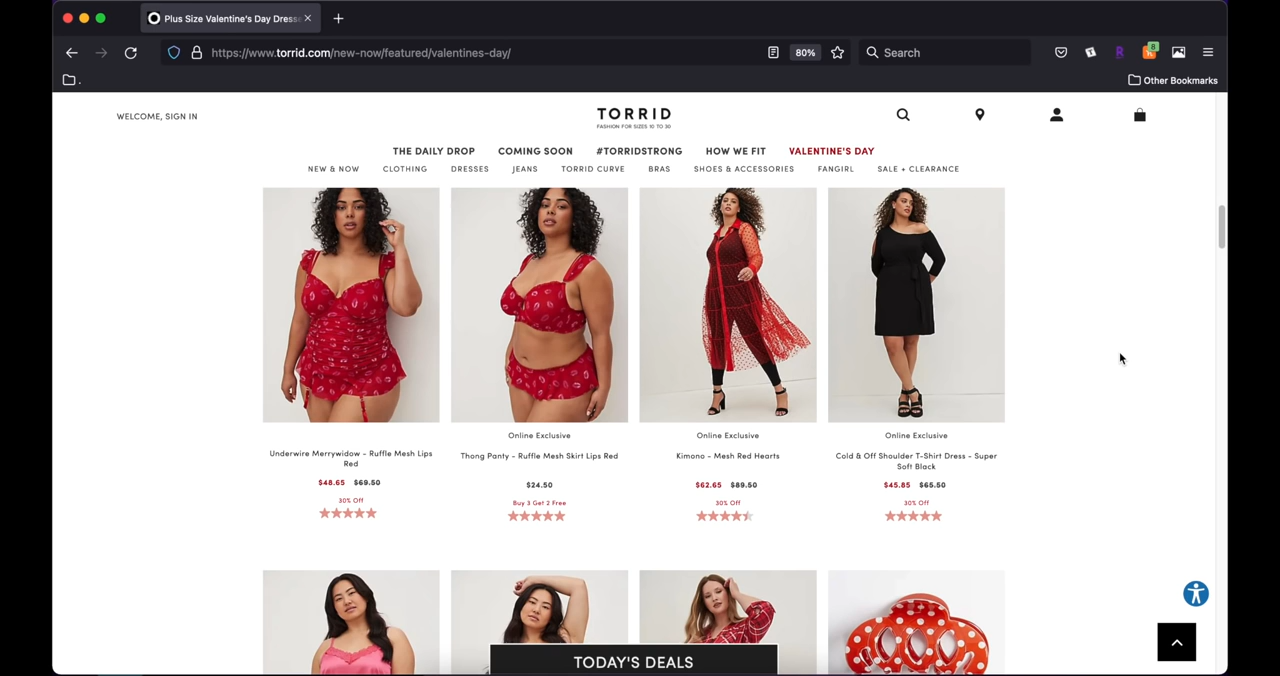 Plus Size Valentine's Day Dress
https://www.torrid.com/new-now/featured/valentines-day/
80%
Search
8
R
.
Other Bookmarks
WELCOME, SIGN IN
TORRID
FASHION FOR SIZES 10 TO 30
THE DAILY DROP COMING SOON #TORRIDSTRONG HOW WE FIT VALENTINE'S DAY
NEW & NOW CLOTHING DRESSES JEANS TORRID CURVE BRAS SHOES & ACCESSORIES FANGIRL SALE + CLEARANCE
Underwire Merrywidow - Ruffle Mesh Lips
Red
$48.65 $69.50
30% Off
Online Exclusive
Thong Panty - Ruffle Mesh Skirt Lips Red
$24.50
Buy 3 Get 2 Free
Online Exclusive
Kimono - Mesh Red Hearts
$62.65 $89.50
30% Off
Online Exclusive
Cold & Off Shoulder T-Shirt Dress - Super
Soft Black
$45.85 $65.50
30% Off
TODAY'S DEALS